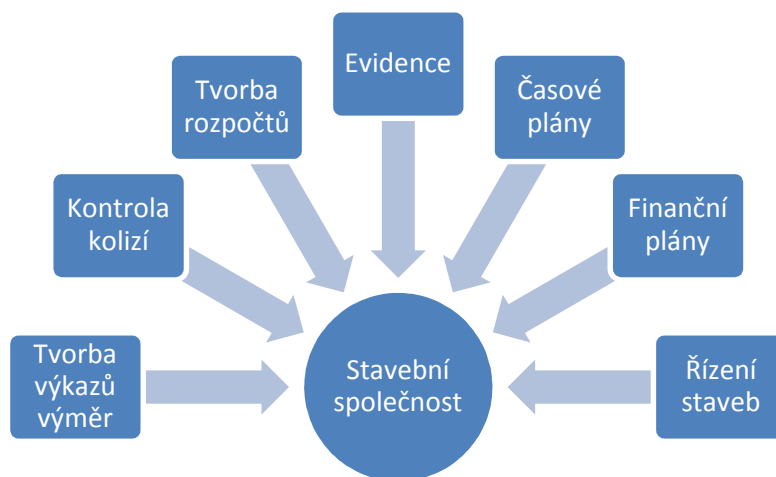 Evidence
Tvorba
rozpočtů
Časové
plány
Kontrola
kolizí
Finanční
plány
Tvorba
výkazů
výměr
Stavební
společnost
Řízení
staveb